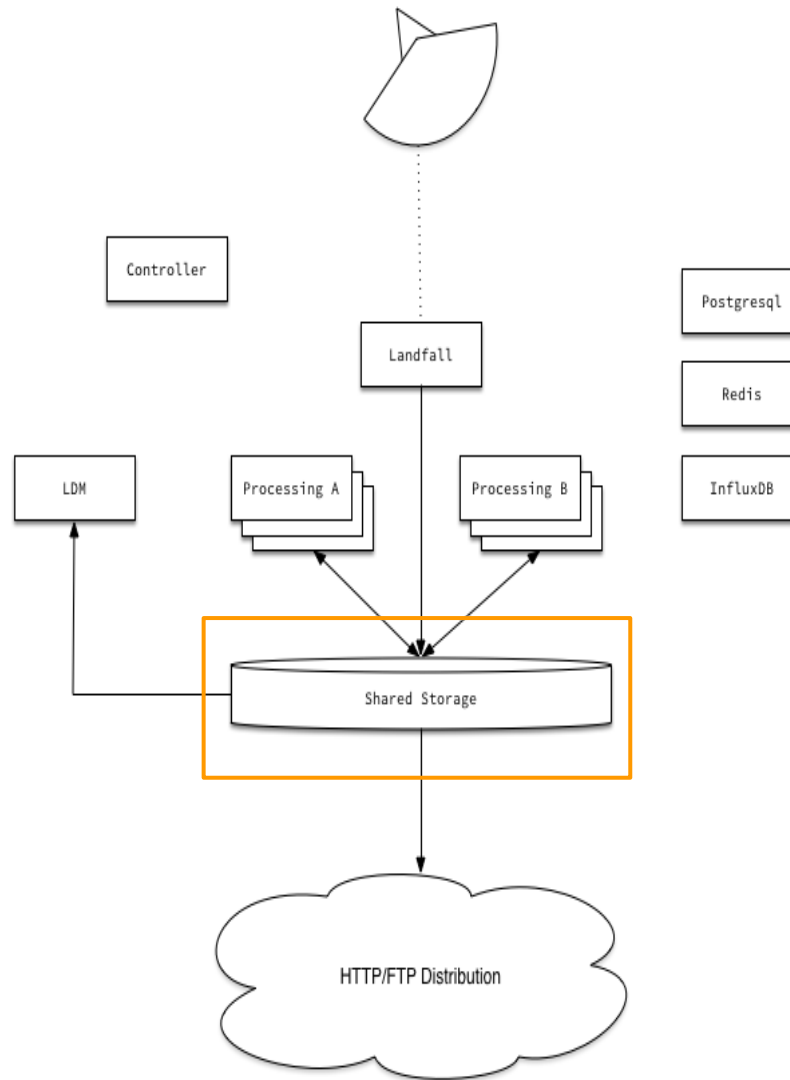 Controller
Postgresql
Landfall
Redis
LDM
Processing A
Processing B
InfluxDB
Shared Storage
HTTP/FTP Distribution